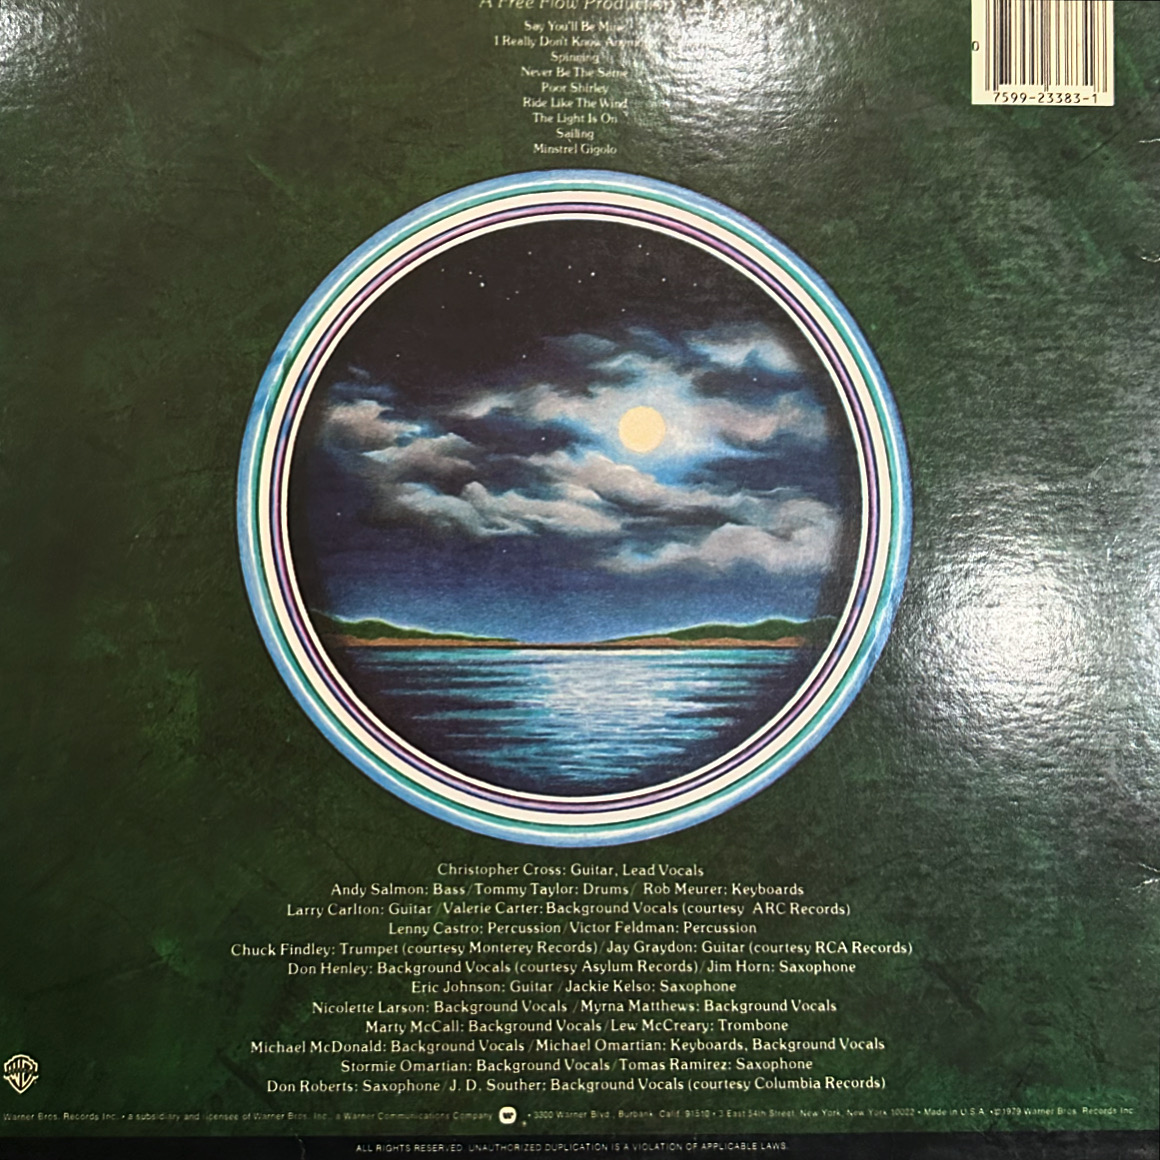 A Free Flow Produc
Say You'll Be Mine
I Really Don't Know Anymore
Spinning
Never Be The Same
Poor Shirley
Ride Like The Wind
The Light Is On
Sailing
Minstrel Gigolo
0
7599-23383-1
Christopher Cross: Guitar, Lead Vocals
Andy Salmon: Bass/Tommy Taylor: Drums/ Rob Meurer: Keyboards
Larry Carlton: Guitar/Valerie Carter: Background Vocals (courtesy ARC Records)
Lenny Castro: Percussion/Victor Feldman: Percussion
Chuck Findley: Trumpet (courtesy Monterey Records)/Jay Graydon: Guitar (courtesy RCA Records)
Don Henley: Background Vocals (courtesy Asylum Records)/Jim Horn: Saxophone
Eric Johnson: Guitar /Jackie Kelso: Saxophone
Nicolette Larson: Background Vocals /Myrna Matthews: Background Vocals
Marty McCall: Background Vocals/Lew McCreary: Trombone
Michael McDonald: Background Vocals /Michael Omartian: Keyboards, Background Vocals
Stormie Omartian: Background Vocals/Tomas Ramirez: Saxophone
Don Roberts: Saxophone/J. D. Souther: Background Vocals (courtesy Columbia Records)
WB
Warner Bros. Records Inc. • a subsidiary and licensee of Warner Bros. Inc., a Warner Communications Company • 3300 Warner Blvd., Burbank, Calif. 91510 • 3 East 54th Street, New York, New York 10022 • Made in U.S.A. • ©1979 Warner Bros. Records Inc.
ALL RIGHTS RESERVED. UNAUTHORIZED DUPLICATION IS A VIOLATION OF APPLICABLE LAWS.